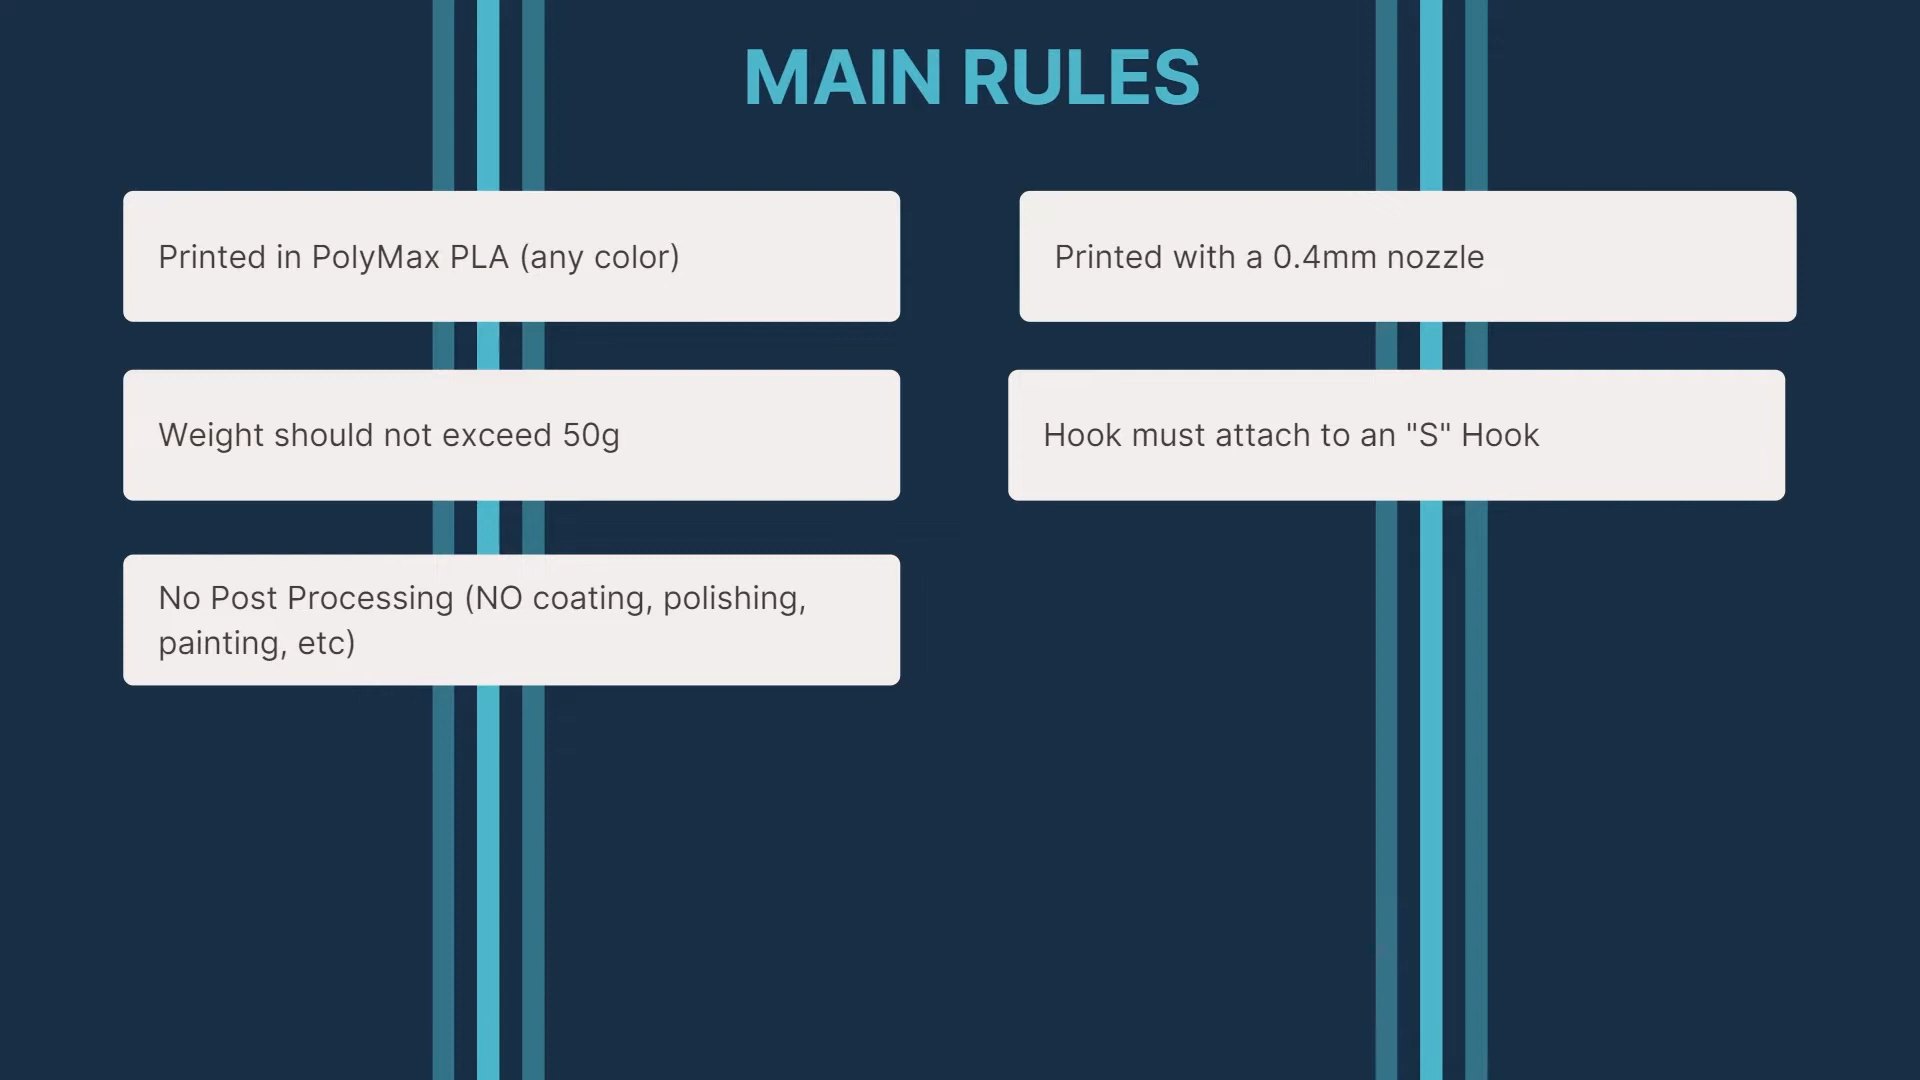 MAIN RULES
Printed in PolyMax PLA (any color)
Printed with a 0.4mm nozzle
Weight should not exceed 50g
Hook must attach to an "S" Hook
No Post Processing (NO coating, polishing,
painting, etc)